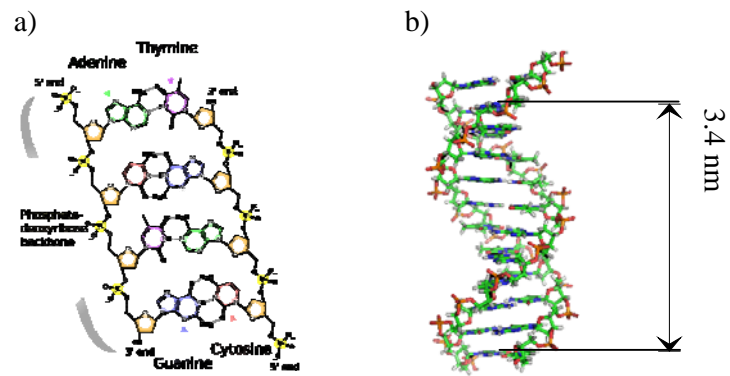 a)
b)
Thymine
Adenine
5' end
3' end
Phosphate-
deoxyribose
backbone
3' end
Cytosine
Guanine
5' end
3.4 nm